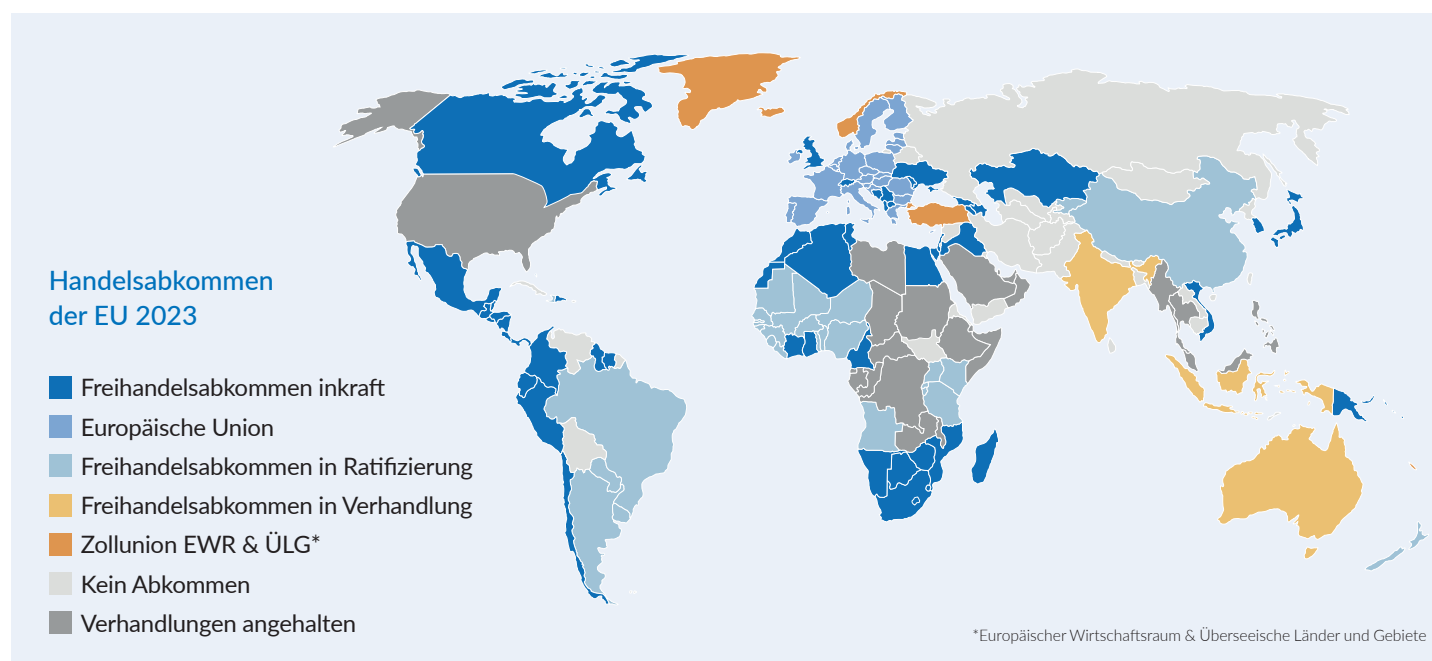 Handelsabkommen
der EU 2023
Freihandelsabkommen inkraft
Europäische Union
Freihandelsabkommen in Ratifizierung
Freihandelsabkommen in Verhandlung
Zollunion EWR & ÜLG*
Kein Abkommen
Verhandlungen angehalten
*Europäischer Wirtschaftsraum & Überseeische Länder und Gebiete